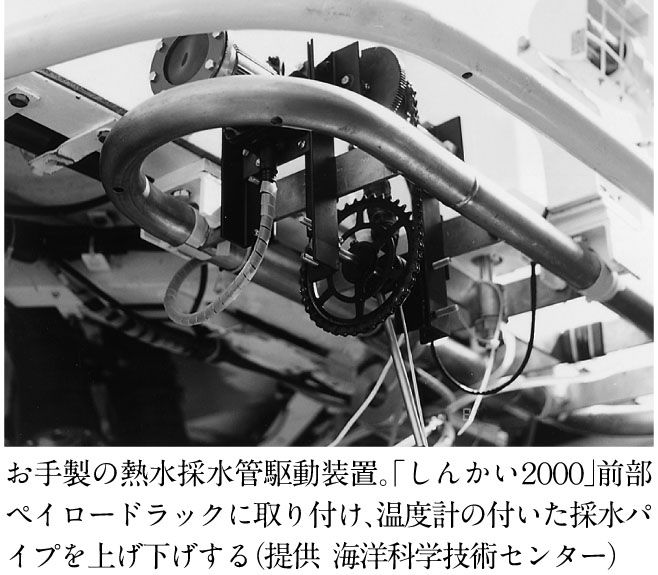 お手製の熱水採水管駆動装置。「しんかい2000」前部
ペイロードラックに取り付け、温度計の付いた採水パ
イプを上げ下げする(提供 海洋科学技術センター)